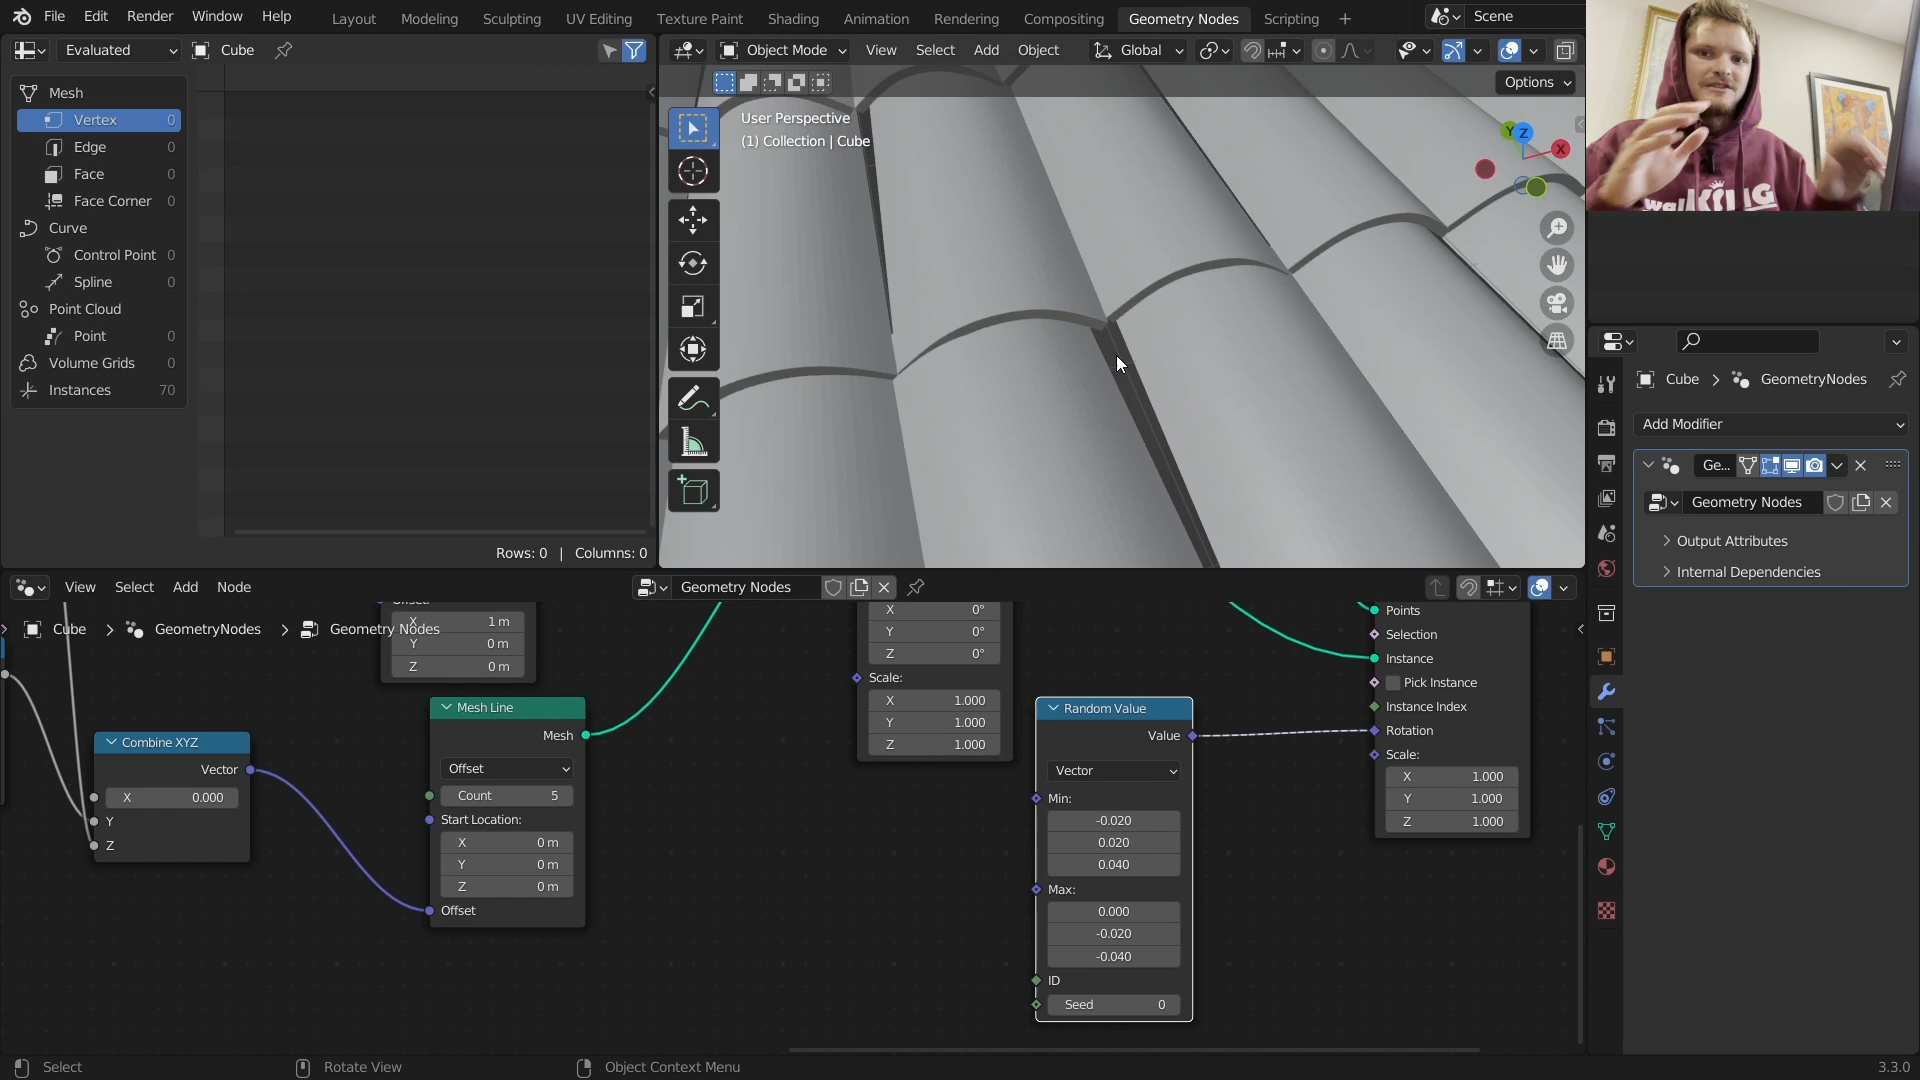 File Edit Render Window Help Layout Modeling Sculpting UV Editing Texture Paint Shading Animation Rendering Compositing Geometry Nodes Scripting + Scene
Evaluated Cube Object Mode View Select Add Object Global
Options
Mesh
Vertex 0
Edge 0
Face 0
Face Corner 0
Curve
Control Point 0
Spline 0
Point Cloud
Point 0
Volume Grids 0
Instances 70
Rows: 0 | Columns: 0
User Perspective
(1) Collection | Cube
Y Z X
KING
Cube > GeometryNodes
Add Modifier
Ge...
Geometry Nodes
> Output Attributes
> Internal Dependencies
View Select Add Node Geometry Nodes
Cube > GeometryNodes > Geometry Nodes
X 1 m
Y 0 m
Z 0 m
Combine XYZ
Vector
X 0.000
Y
Z
Mesh Line
Mesh
Offset
Count 5
Start Location:
X 0 m
Y 0 m
Z 0 m
Offset
X 0°
Y 0°
Z 0°
Scale:
X 1.000
Y 1.000
Z 1.000
Random Value
Value
Vector
Min:
-0.020
0.020
0.040
Max:
0.000
-0.020
-0.040
ID
Seed 0
Points
Selection
Instance
Pick Instance
Instance Index
Rotation
Scale:
X 1.000
Y 1.000
Z 1.000
Select Rotate View Object Context Menu 3.3.0